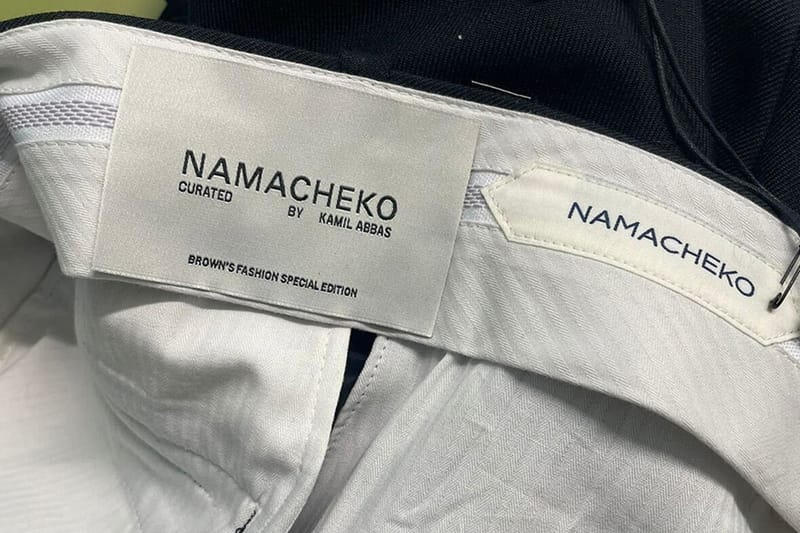 NAMACHEKO
CURATED BY KAMIL ABBAS
BROWN'S FASHION SPECIAL EDITION
NAMACHEKO